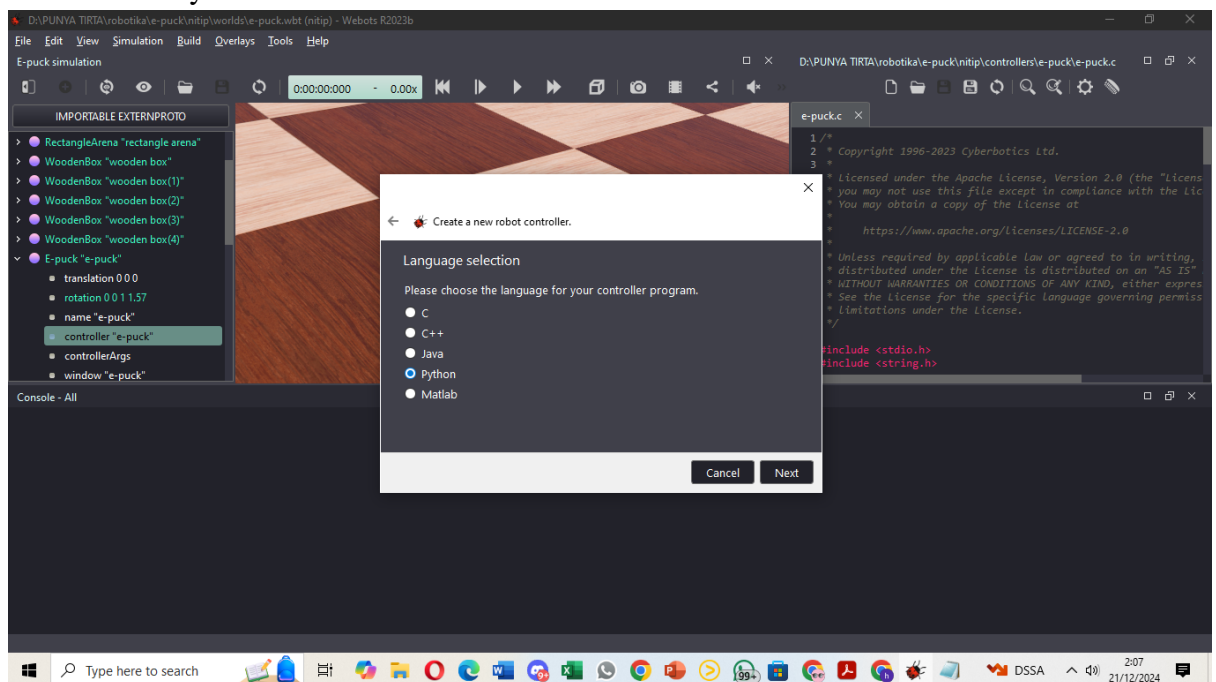 D:\PUNYA TIRTA\robotika\e-puck\nitip\worlds\e-puck.wbt (nitip) - Webots R2023b
File Edit View Simulation Build Overlays Tools Help
E-puck simulation
D:\PUNYA TIRTA\robotika\e-puck\nitip\controllers\e-puck\e-puck.c
0:00:00:000 - 0.00x
IMPORTABLE EXTERNPROTO
RectangleArena "rectangle arena"
WoodenBox "wooden box"
WoodenBox "wooden box(1)"
WoodenBox "wooden box(2)"
WoodenBox "wooden box(3)"
WoodenBox "wooden box(4)"
E-puck "e-puck"
translation 0 0 0
rotation 0 0 1 1.57
name "e-puck"
controller "e-puck"
controllerArgs
window "e-puck"
Create a new robot controller.
Language selection
Please choose the language for your controller program.
C
C++
Java
Python
Matlab
Cancel Next
e-puck.c
1 /*
2 * Copyright 1996-2023 Cyberbotics Ltd.
3 *
* Licensed under the Apache License, Version 2.0 (the "Licens
* you may not use this file except in compliance with the Lic
* You may obtain a copy of the License at
*
* https://www.apache.org/licenses/LICENSE-2.0
*
* Unless required by applicable law or agreed to in writing,
* distributed under the License is distributed on an "AS IS"
* WITHOUT WARRANTIES OR CONDITIONS OF ANY KIND, either expres
* See the License for the specific language governing permiss
* limitations under the License.
*/
#include <stdio.h>
#include <string.h>
Console - All
Type here to search
99+
DSSA
2:07
21/12/2024